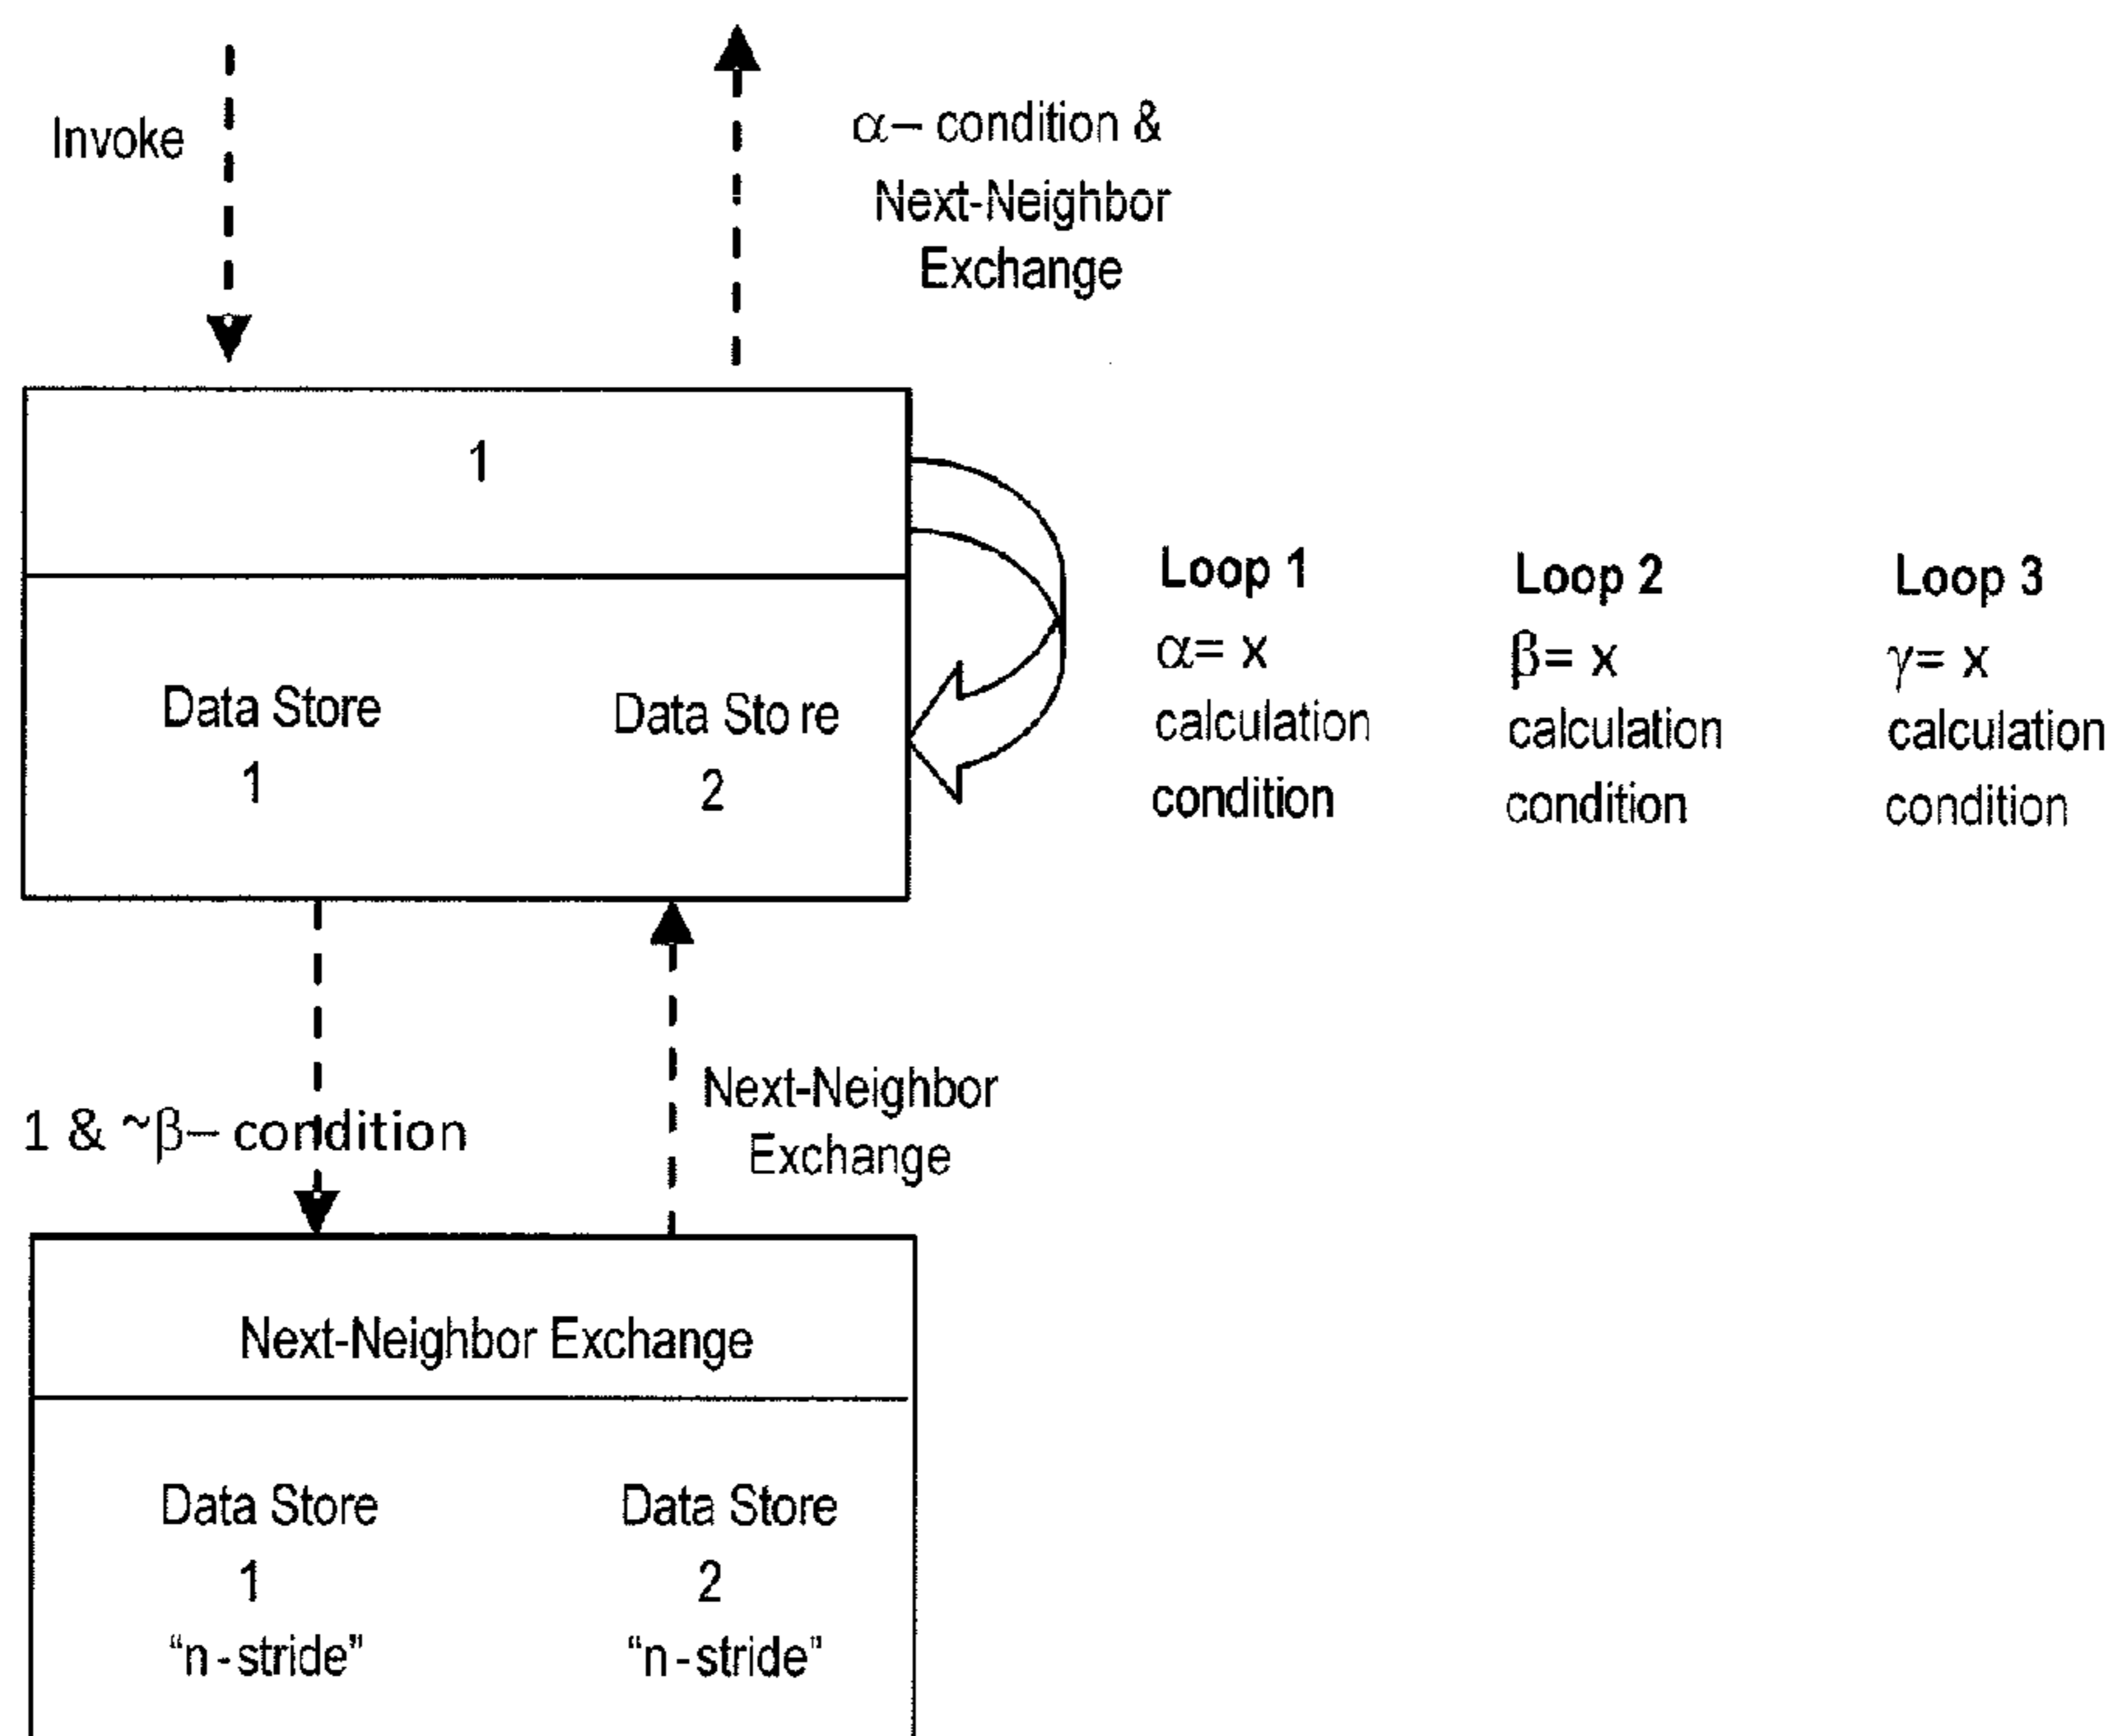 Invoke
α– condition &
Next-Neighbor
Exchange
1
Data Store
1
Data Sto re
2
Loop 1
α= x
calculation
condition
Loop 2
β= x
calculation
condition
Loop 3
γ= x
calculation
condition
1 & ~β– condition
Next-Neighbor
Exchange
Next-Neighbor Exchange
Data Store
1
“n-stride”
Data Store
2
“n-stride”